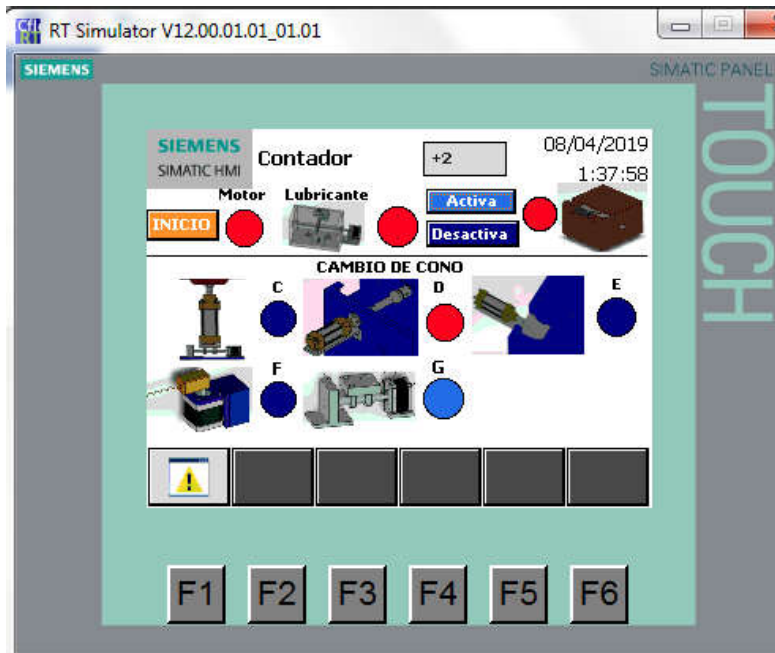 RT Simulator V12.00.01.01_01.01
SIEMENS
SIMATIC PANEL
TOUCH
SIEMENS
SIMATIC HMI
Contador
+2
08/04/2019
1:37:58
Motor Lubricante
INICIO
Activa
Desactiva
CAMBIO DE CONO
C
D
E
F
G
F1 F2 F3 F4 F5 F6